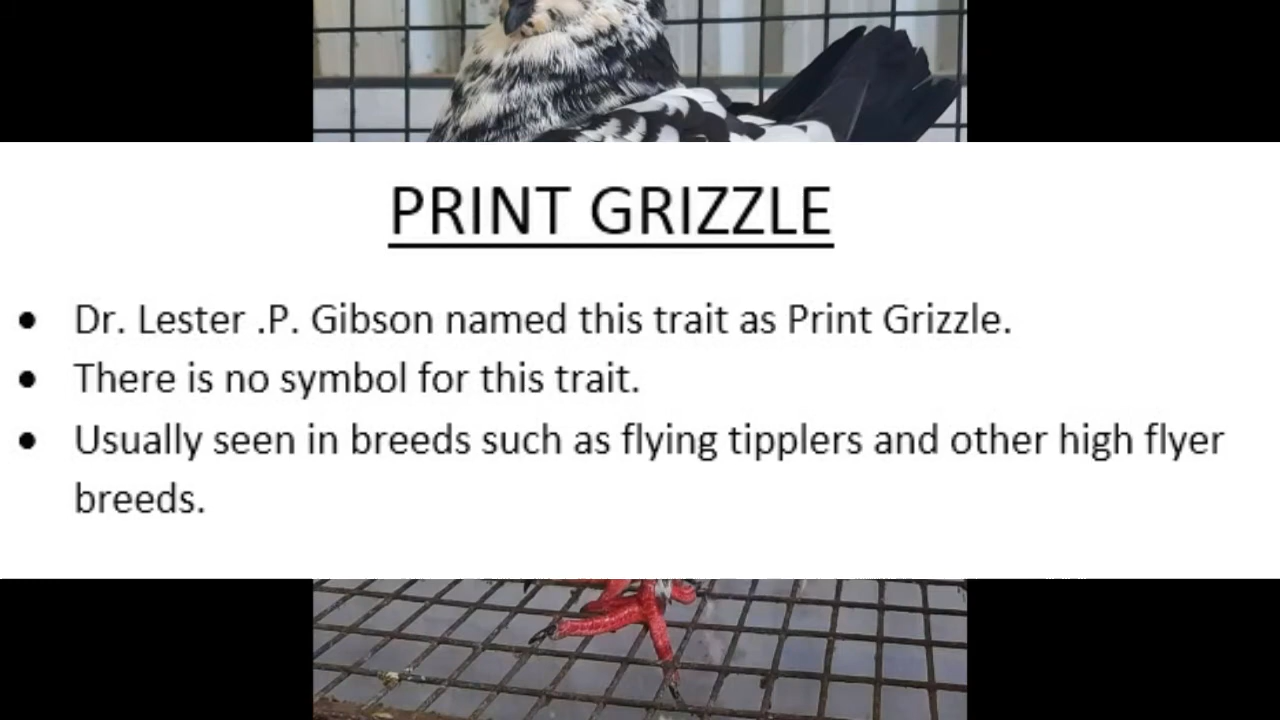 PRINT GRIZZLE
• Dr. Lester .P. Gibson named this trait as Print Grizzle.
• There is no symbol for this trait.
• Usually seen in breeds such as flying tipplers and other high flyer
breeds.